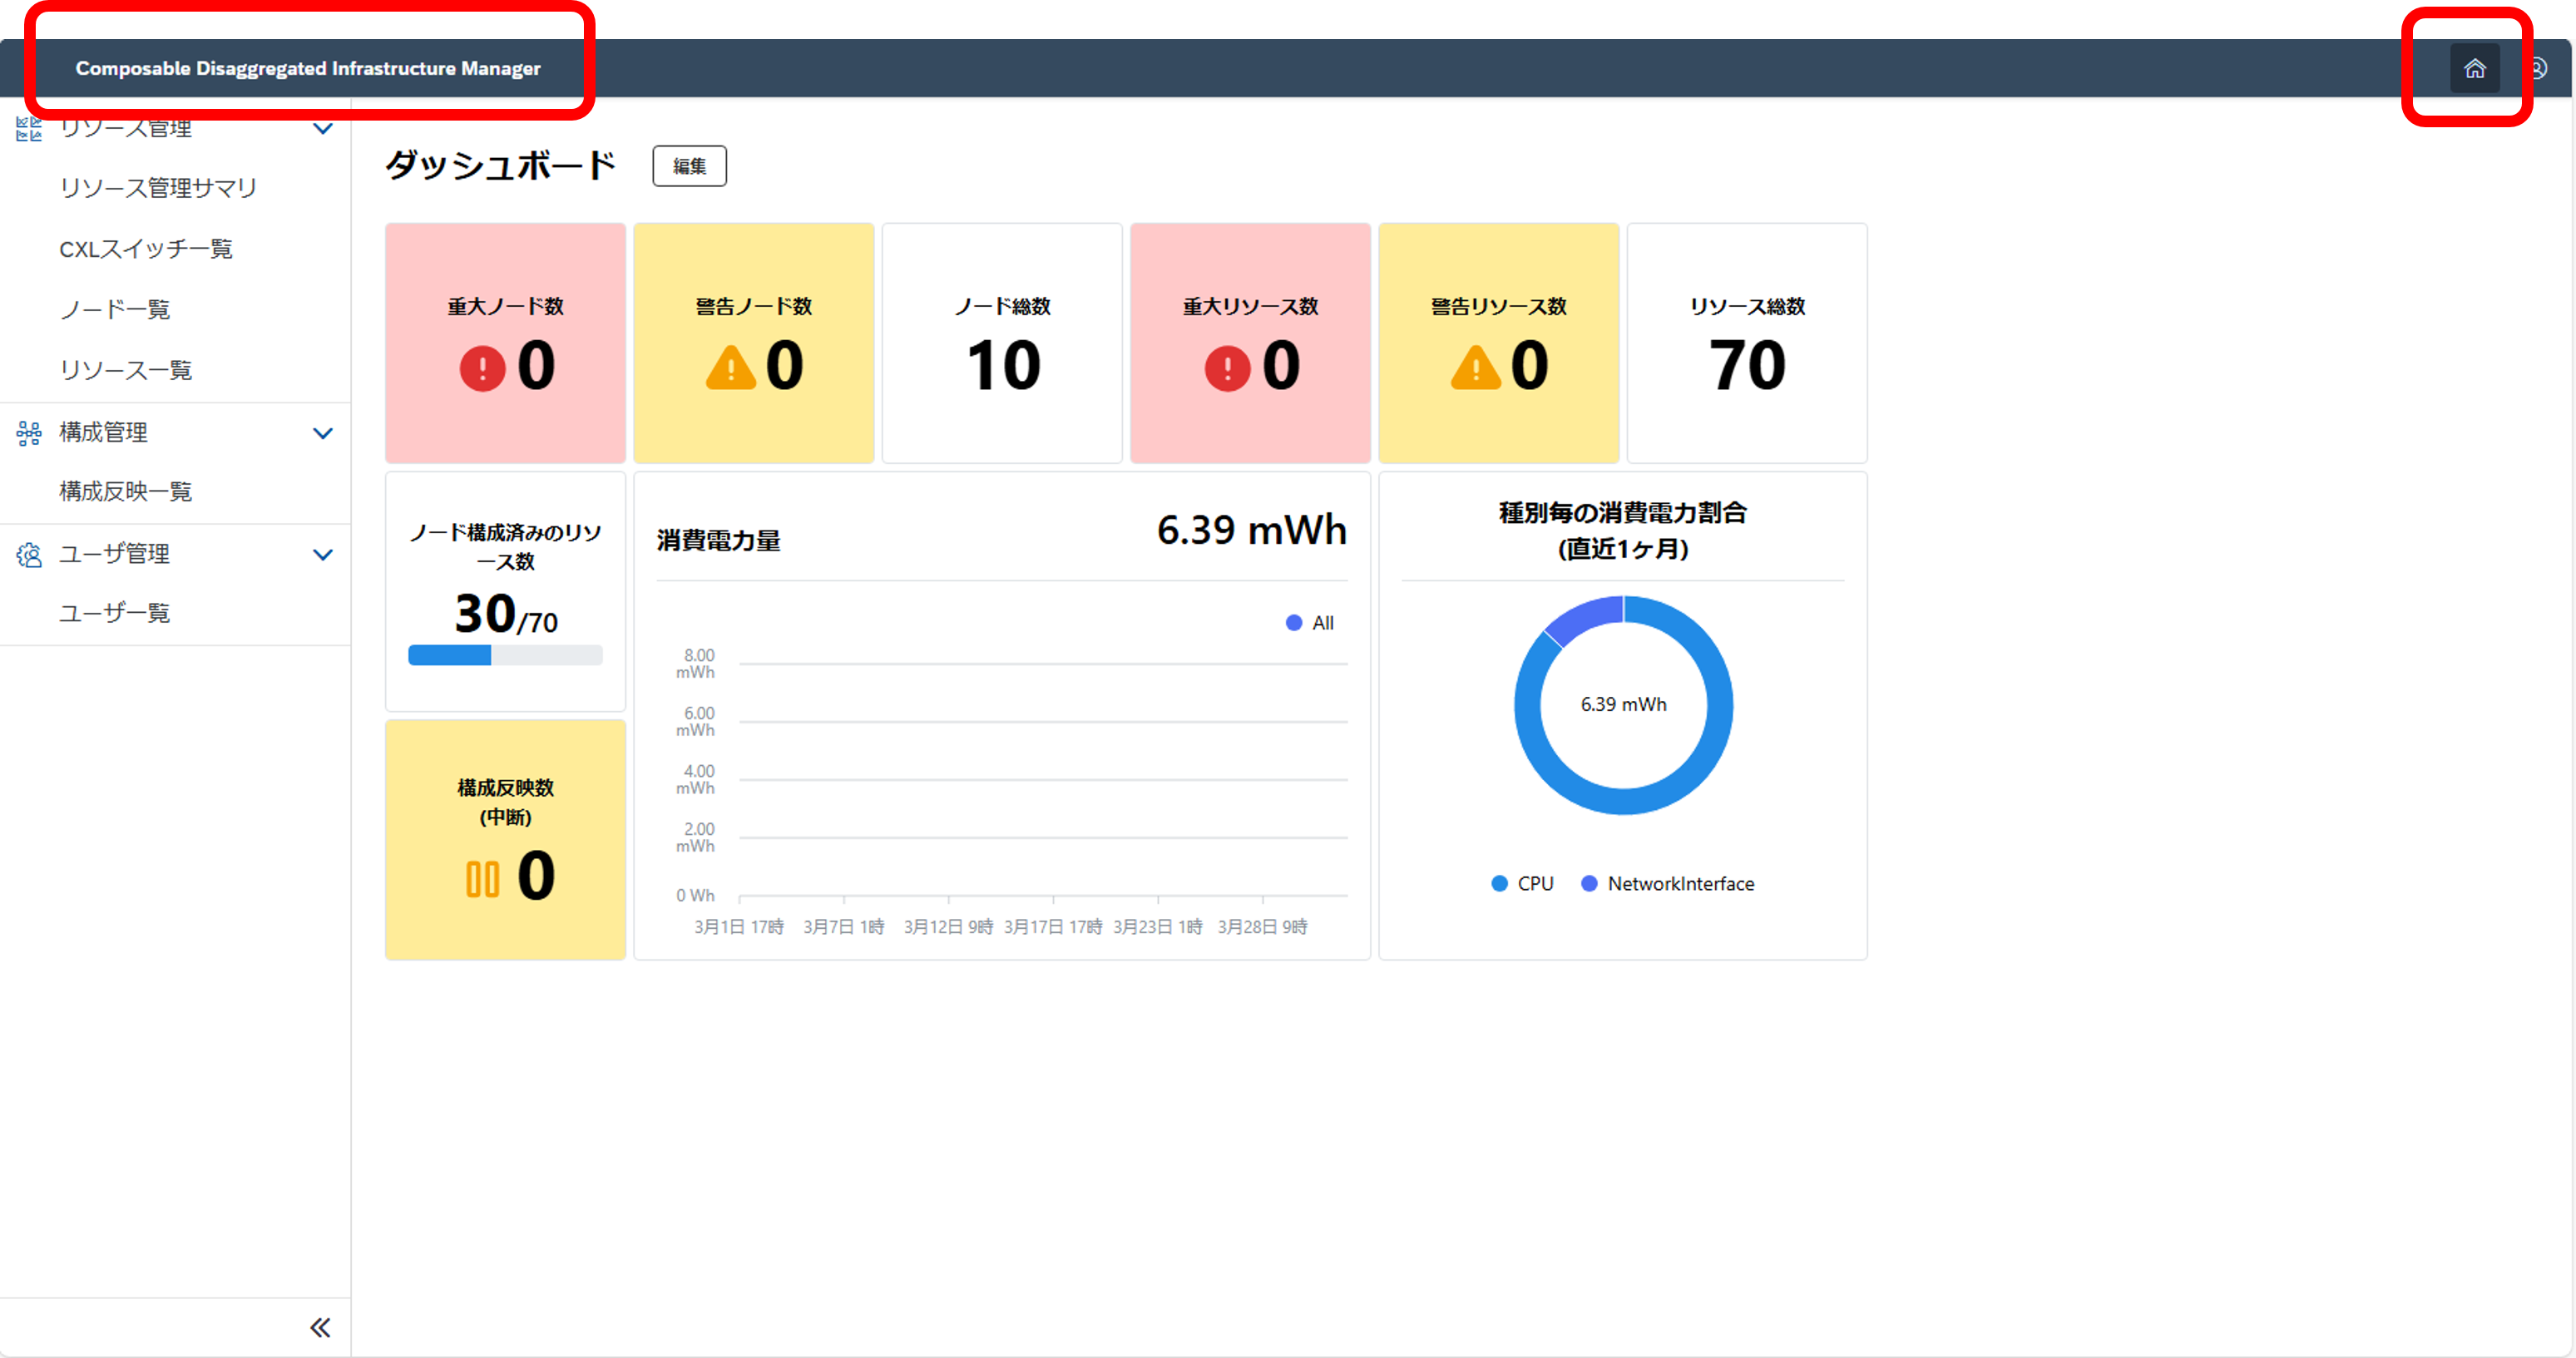 Composable Disaggregated Infrastructure Manager
リソース管理
リソース管理サマリ
CXLスイッチ一覧
ノード一覧
リソース一覧
構成管理
構成反映一覧
ユーザ管理
ユーザ一覧
ダッシュボード
編集
重大ノード数
0
警告ノード数
0
ノード総数
10
重大リソース数
0
警告リソース数
0
リソース総数
70
ノード構成済みのリソ
ース数
30/70
構成反映数
(中断)
0
消費電力量
6.39 mWh
All
8.00
mWh
6.00
mWh
4.00
mWh
2.00
mWh
0 Wh
3月1日 17時
3月7日 1時
3月12日 9時
3月17日 17時
3月23日 1時
3月28日 9時
種別毎の消費電力割合
(直近1ヶ月)
6.39 mWh
CPU
NetworkInterface